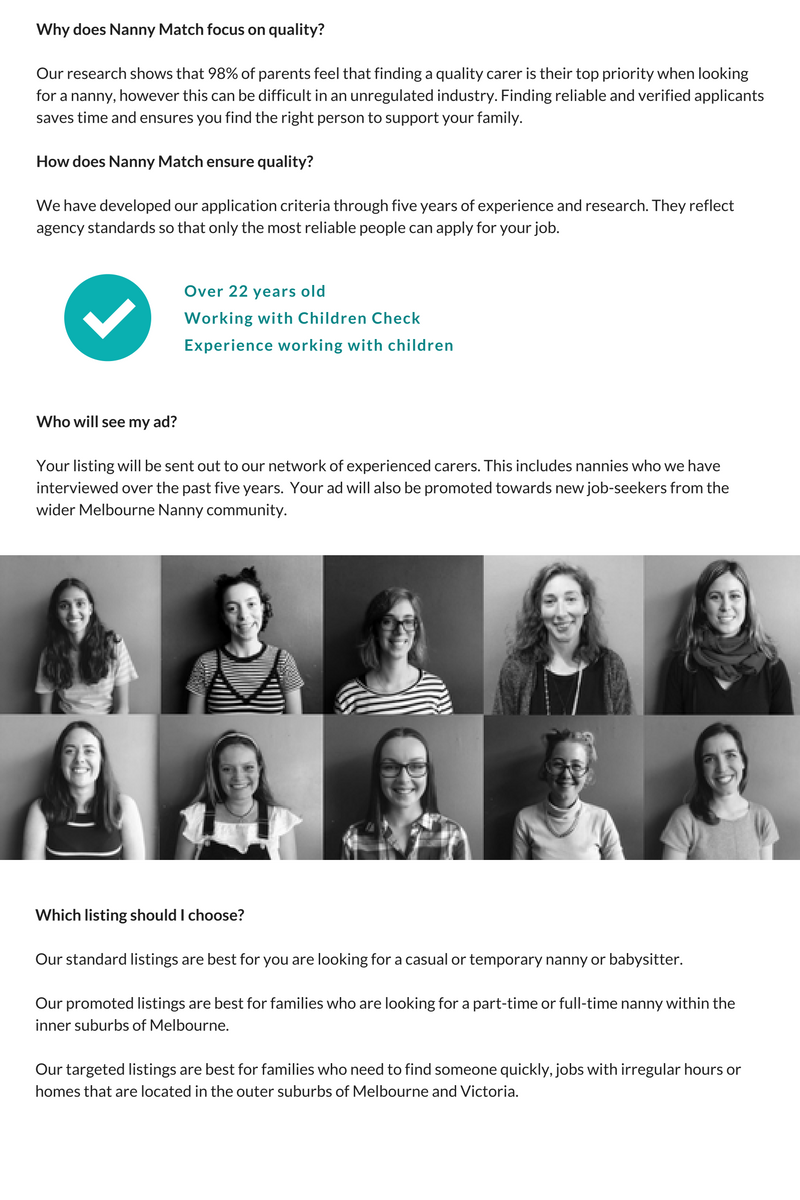 Why does Nanny Match focus on quality?
Our research shows that 98% of parents feel that finding a quality carer is their top priority when looking
for a nanny, however this can be difficult in an unregulated industry. Finding reliable and verified applicants
saves time and ensures you find the right person to support your family.
How does Nanny Match ensure quality?
We have developed our application criteria through five years of experience and research. They reflect
agency standards so that only the most reliable people can apply for your job.
Over 22 years old
Working with Children Check
Experience working with children
Who will see my ad?
Your listing will be sent out to our network of experienced carers. This includes nannies who we have
interviewed over the past five years.  Your ad will also be promoted towards new job-seekers from the
wider Melbourne Nanny community.
Which listing should I choose?
Our standard listings are best for you are looking for a casual or temporary nanny or babysitter.
Our promoted listings are best for families who are looking for a part-time or full-time nanny within the
inner suburbs of Melbourne.
Our targeted listings are best for families who need to find someone quickly, jobs with irregular hours or
homes that are located in the outer suburbs of Melbourne and Victoria.